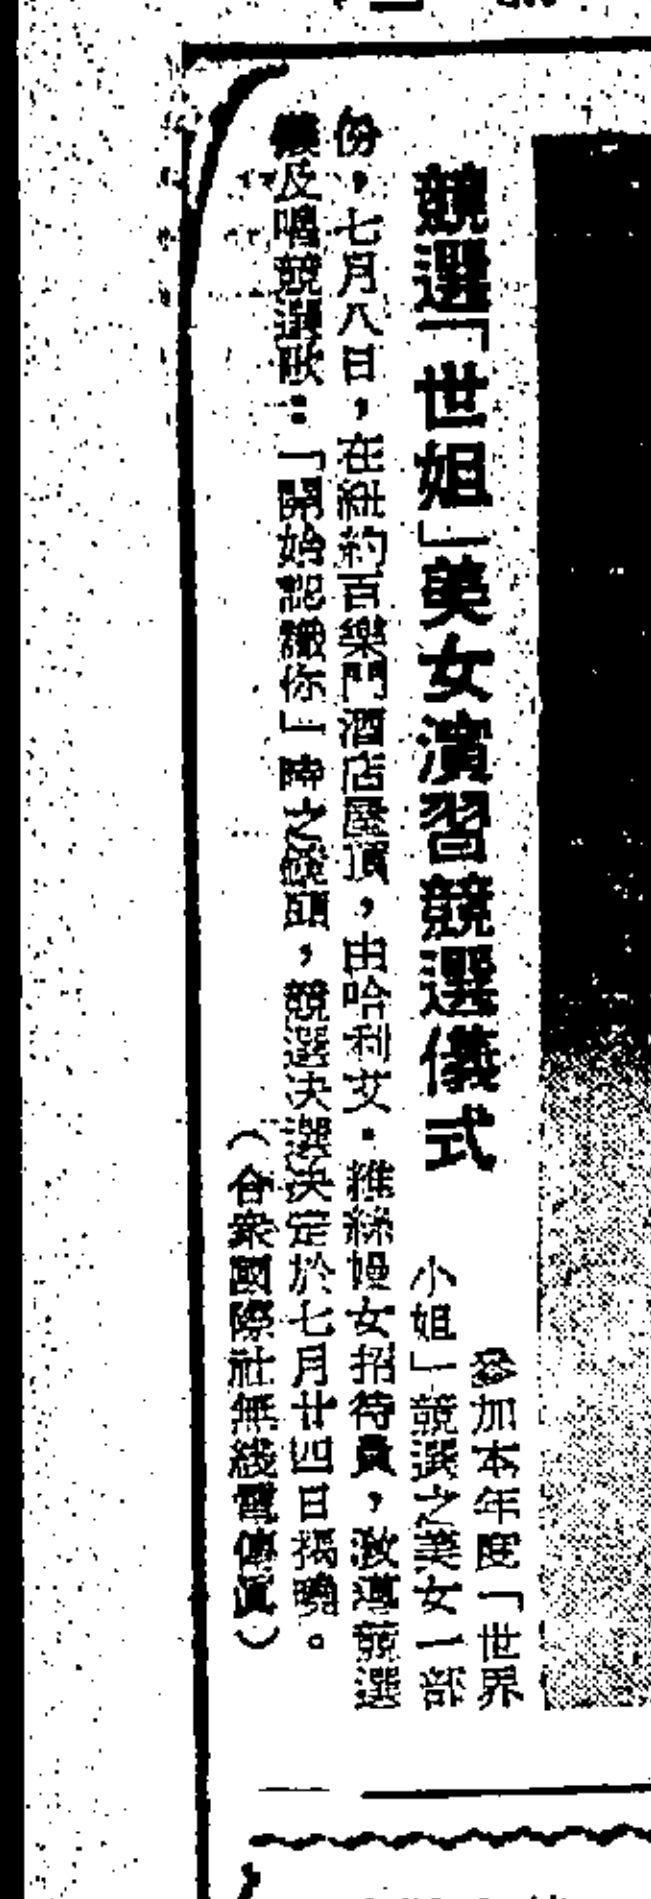 競選「世姐」美女演習競選儀式
參加本年度「世界
小姐」競選之美女一部
份，七月八日，在紐約百樂門酒店屋頂，由哈利艾·維絲嫚女招待員，教導競選
儀及唱競選歌：「開始認識你」時之鏡頭，競選決選決定於七月廿四日揭曉。
（合衆國際社無綫電傳眞）